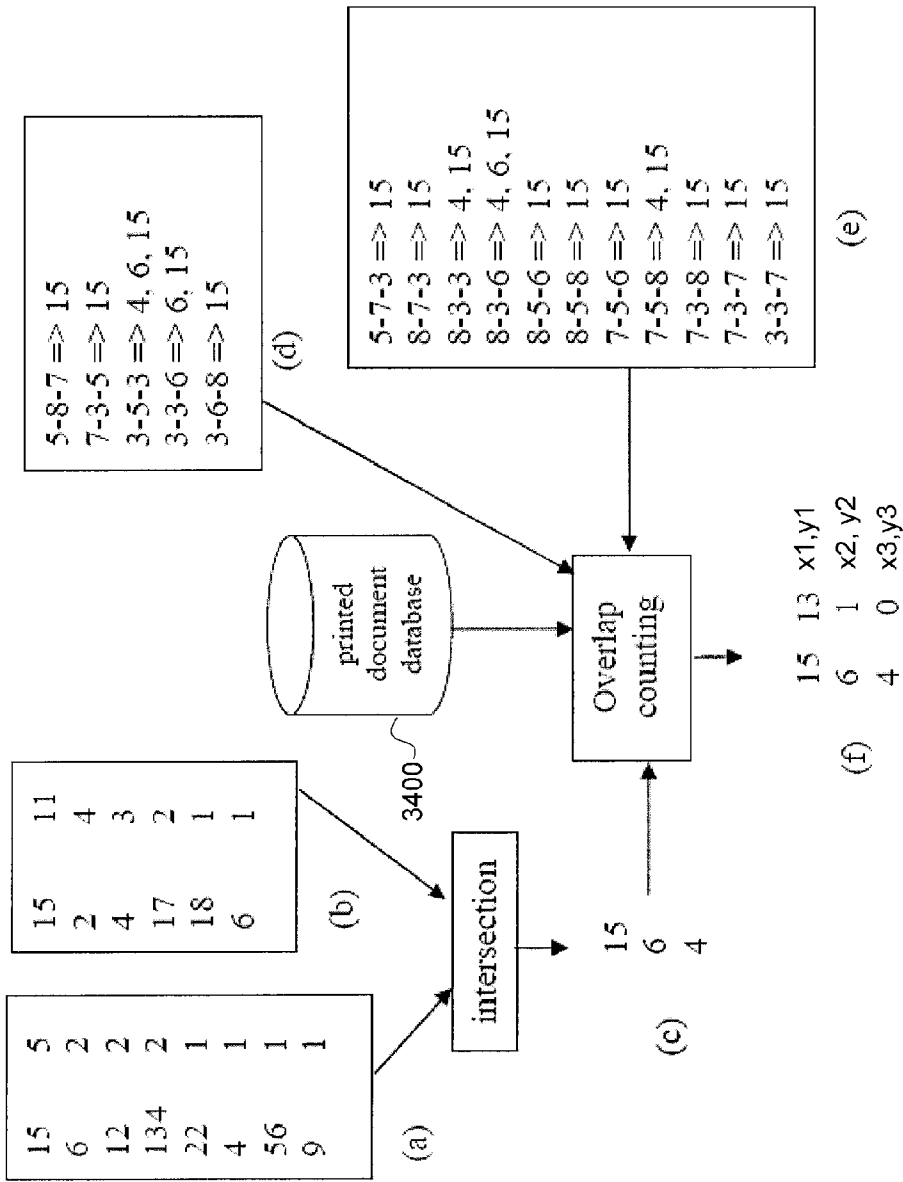 15 5
6 2
12 2
134 2
22 1
4 1
56 1
9 1
(a)
15 11
2 4
4 3
17 2
18 1
6 1
(b)
intersection
15
6
4
(c)
printed
document
database
3400
5-8-7 => 15
7-3-5 => 15
3-5-3 => 4, 6, 15
3-3-6 => 6, 15
3-6-8 => 15
(d)
Overlap
counting
5-7-3 => 15
8-7-3 => 15
8-3-3 => 4, 15
8-3-6 => 4, 6, 15
8-5-6 => 15
8-5-8 => 15
7-5-6 => 15
7-5-8 => 4, 15
7-3-8 => 15
7-3-7 => 15
3-3-7 => 15
(e)
15 13 x1,y1
6 1 x2, y2
4 0 x3,y3
(f)